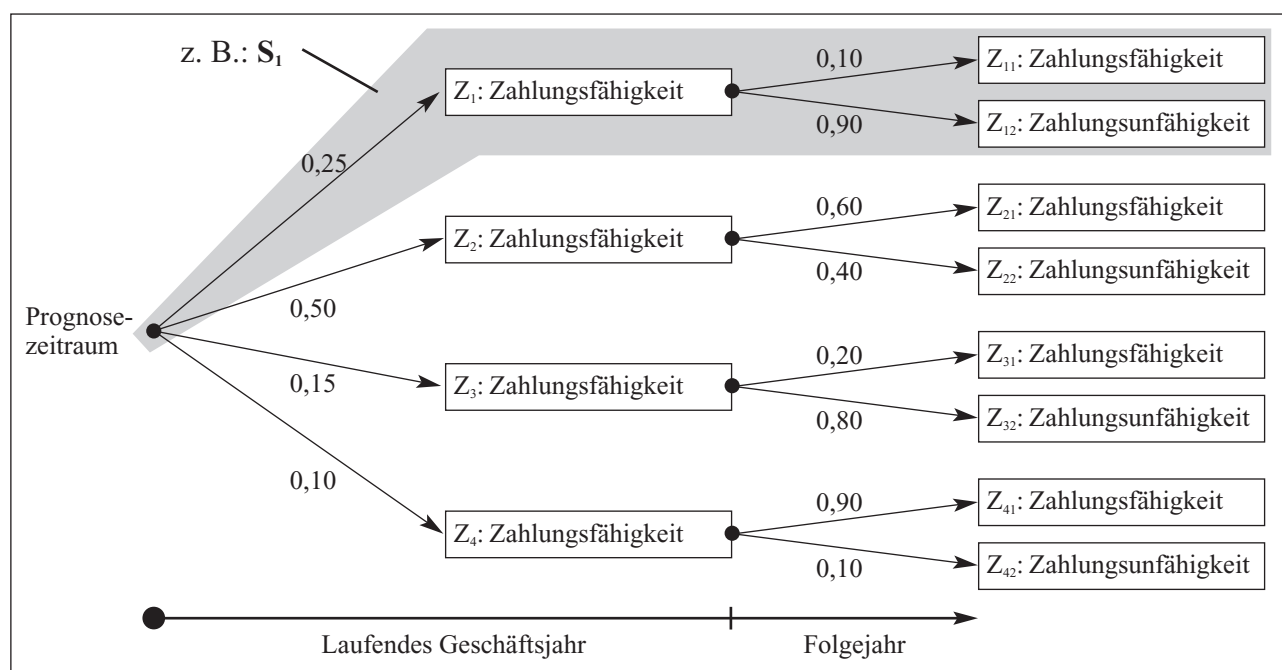 z. B.: S₁
0,10
Z₁₁: Zahlungsfähigkeit
Z₁: Zahlungsfähigkeit
0,90
Z₁₂: Zahlungsunfähigkeit
0,25
0,60
Z₂₁: Zahlungsfähigkeit
Z₂: Zahlungsfähigkeit
0,40
Z₂₂: Zahlungsunfähigkeit
0,50
Prognose-
zeitraum
0,15
0,20
Z₃₁: Zahlungsfähigkeit
Z₃: Zahlungsfähigkeit
0,80
Z₃₂: Zahlungsunfähigkeit
0,10
0,90
Z₄₁: Zahlungsfähigkeit
Z₄: Zahlungsfähigkeit
0,10
Z₄₂: Zahlungsunfähigkeit
Laufendes Geschäftsjahr
Folgejahr